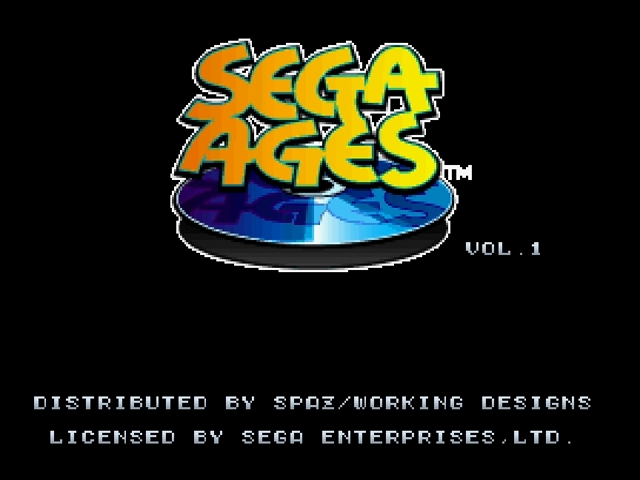 SEGA
AGES
TM
VOL.1
DISTRIBUTED BY SPAZ/WORKING DESIGNS
LICENSED BY SEGA ENTERPRISES,LTD.